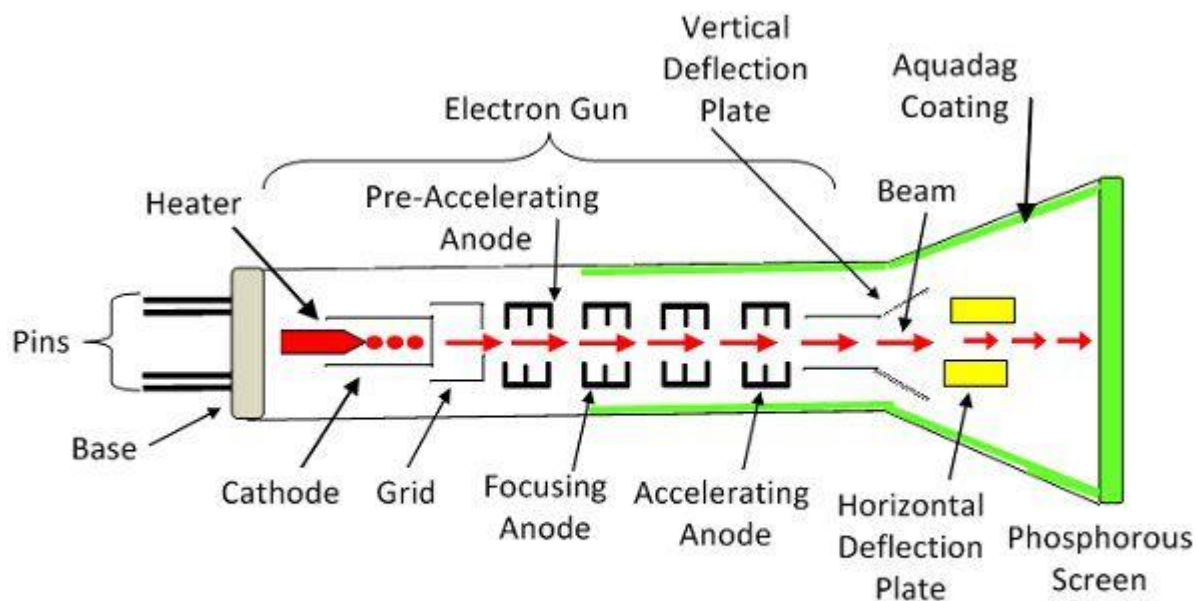 Vertical
Deflection
Plate
Aquadag
Coating
Electron Gun
Heater
Pre-Accelerating
Anode
Beam
Pins
Base
Cathode
Grid
Focusing
Anode
Accelerating
Anode
Horizontal
Deflection
Plate
Phosphorous
Screen